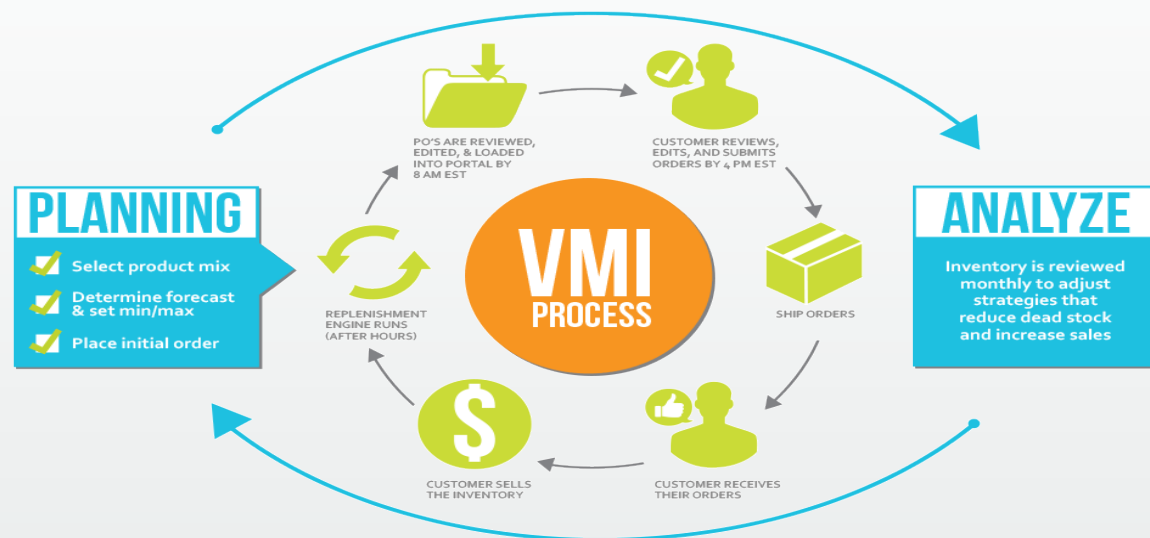 PO'S ARE REVIEWED,
EDITED, & LOADED
INTO PORTAL BY
8 AM EST
CUSTOMER REVIEWS,
EDITS, AND SUBMITS
ORDERS BY 4 PM EST
PLANNING
Select product mix
Determine forecast
& set min/max
Place initial order
REPLENISHMENT
ENGINE RUNS
(AFTER HOURS)
VMI
PROCESS
SHIP ORDERS
ANALYZE
Inventory is reviewed
monthly to adjust
strategies that
reduce dead stock
and increase sales
$
CUSTOMER SELLS
THE INVENTORY
CUSTOMER RECEIVES
THEIR ORDERS